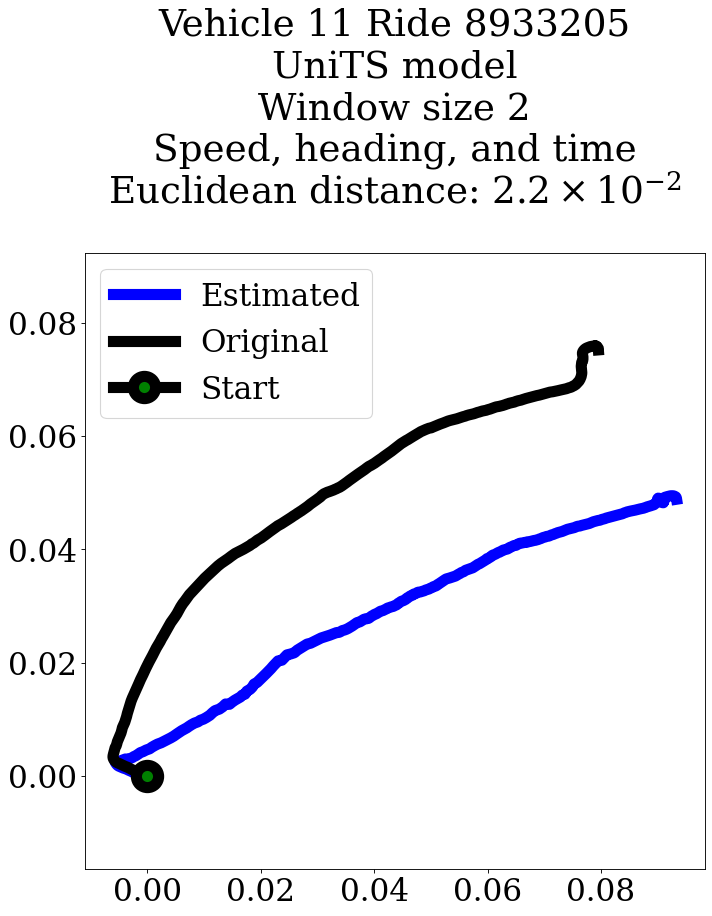 Vehicle 11 Ride 8933205
UniTS model
Window size 2
Speed, heading, and time
Euclidean distance: 2.2 × 10⁻²
Estimated
Original
Start
0.08
0.06
0.04
0.02
0.00
0.00 0.02 0.04 0.06 0.08